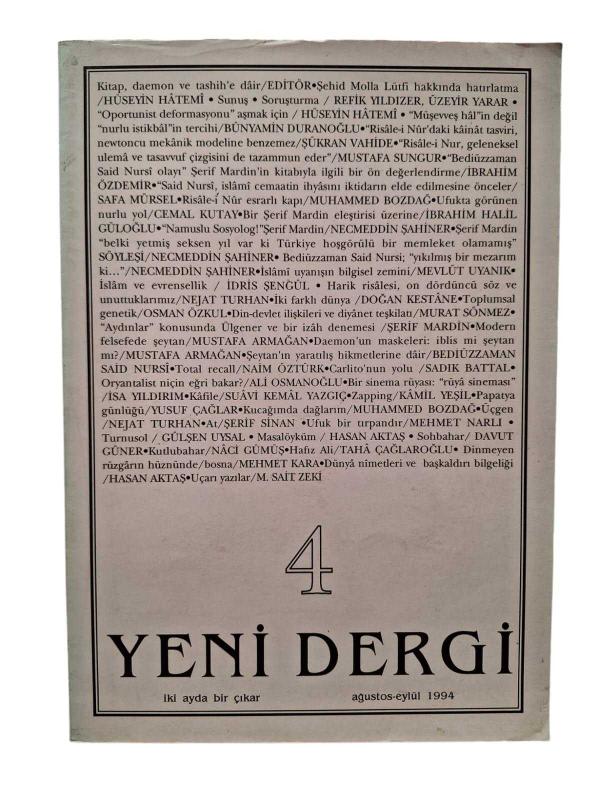 Kitap, daemon ve tashih'e dâir/EDİTÖR•Şehid Molla Lûtfi hakkında hatırlatma
/HÜSEYİN HÂTEMÎ • Sunuş • Soruşturma / REFİK YILDIZER, ÜZEYİR YARAR •
"Oportunist deformasyonu" aşmak için / HÜSEYİN HÂTEMÎ • "Müşevveş hâl"in değil
"nurlu istikbâl"in tercihi/BÜNYAMİN DURANOĞLU•"Risâle-i Nûr'daki kâinât tasviri,
newtoncu mekânik modeline benzemez/ŞÜKRAN VAHİDE•"Risâle-i Nur, geleneksel
ulemâ ve tasavvuf çizgisini de tazammun eder"/MUSTAFA SUNGUR•"Bediüzzaman
Said Nursî olayı" Şerif Mardin'in kitabıyla ilgili bir ön değerlendirme/İBRAHİM
ÖZDEMİR•"Said Nursî, islâmî cemaatin ihyâsını iktidarın elde edilmesine önceler/
SAFA MÜRSEL•Risâle-i Nûr esrarlı kapı/MUHAMMED BOZDAĞ•Ufukta görünen
nurlu yol/CEMAL KUTAY•Bir Şerif Mardin eleştirisi üzerine/İBRAHİM HALİL
GÜLOĞLU•"Namuslu Sosyolog!"Şerif Mardin/NECMEDDİN ŞAHİNER•Şerif Mardin
"belki yetmiş seksen yıl var ki Türkiye hoşgörülü bir memleket olamamış"
SÖYLEŞİ/NECMEDDİN ŞAHİNER• Bediüzzaman Said Nursi; "yıkılmış bir mezarım
ki..."/NECMEDDİN ŞAHİNER•İslâmî uyanışın bilgisel zemini/MEVLÜT UYANIK•
İslâm ve evrensellik / İDRİS ŞENGÜL • Harik risâlesi, on dördüncü söz ve
unuttuklarımız/NEJAT TURHAN•İki farklı dünya /DOĞAN KESTÂNE•Toplumsal
genetik/OSMAN ÖZKUL•Din-devlet ilişkileri ve diyânet teşkilatı/MURAT SÖNMEZ•
"Aydınlar" konusunda Ülgener ve bir izâh denemesi /ŞERİF MARDİN•Modern
felsefede şeytan/MUSTAFA ARMAĞAN•Daemon'un maskeleri: iblis mi şeytan
mı?/MUSTAFA ARMAĞAN•Şeytan'ın yaratılış hikmetlerine dâir/BEDİÜZZAMAN
SAİD NURSÎ•Total recall/NAİM ÖZTÜRK•Carlito'nun yolu /SADIK BATTAL•
Oryantalist niçin eğri bakar?/ALİ OSMANOĞLU•Bir sinema rüyası: "rüyâ sineması"
/İSA YILDIRIM•Kâfile/SUÂVİ KEMÂL YAZGIÇ•Zapping/KÂMİL YEŞİL•Papatya
günlüğü/YUSUF ÇAĞLAR•Kucağımda dağlarım/MUHAMMED BOZDAĞ•Üçgen
/NEJAT TURHAN•At/ŞERİF SİNAN •Ufuk bir tırpandır/MEHMET NARLI •
Turnusol / GÜLŞEN UYSAL • Masalöyküm / HASAN AKTAŞ • Sohbahar/ DAVUT
GÜNER•Kutlubahar/NÂCİ GÜMÜŞ•Hafız Ali/TAHÂ ÇAĞLAROĞLU• Dinmeyen
rüzgârın hüznünde/bosna/MEHMET KARA•Dünyâ nîmetleri ve başkaldırı bilgeliği
/HASAN AKTAŞ•Uçarı yazılar/M. SAİT ZEKİ
4
YENİ DERGİ
iki ayda bir çıkar ağustos-eylül 1994